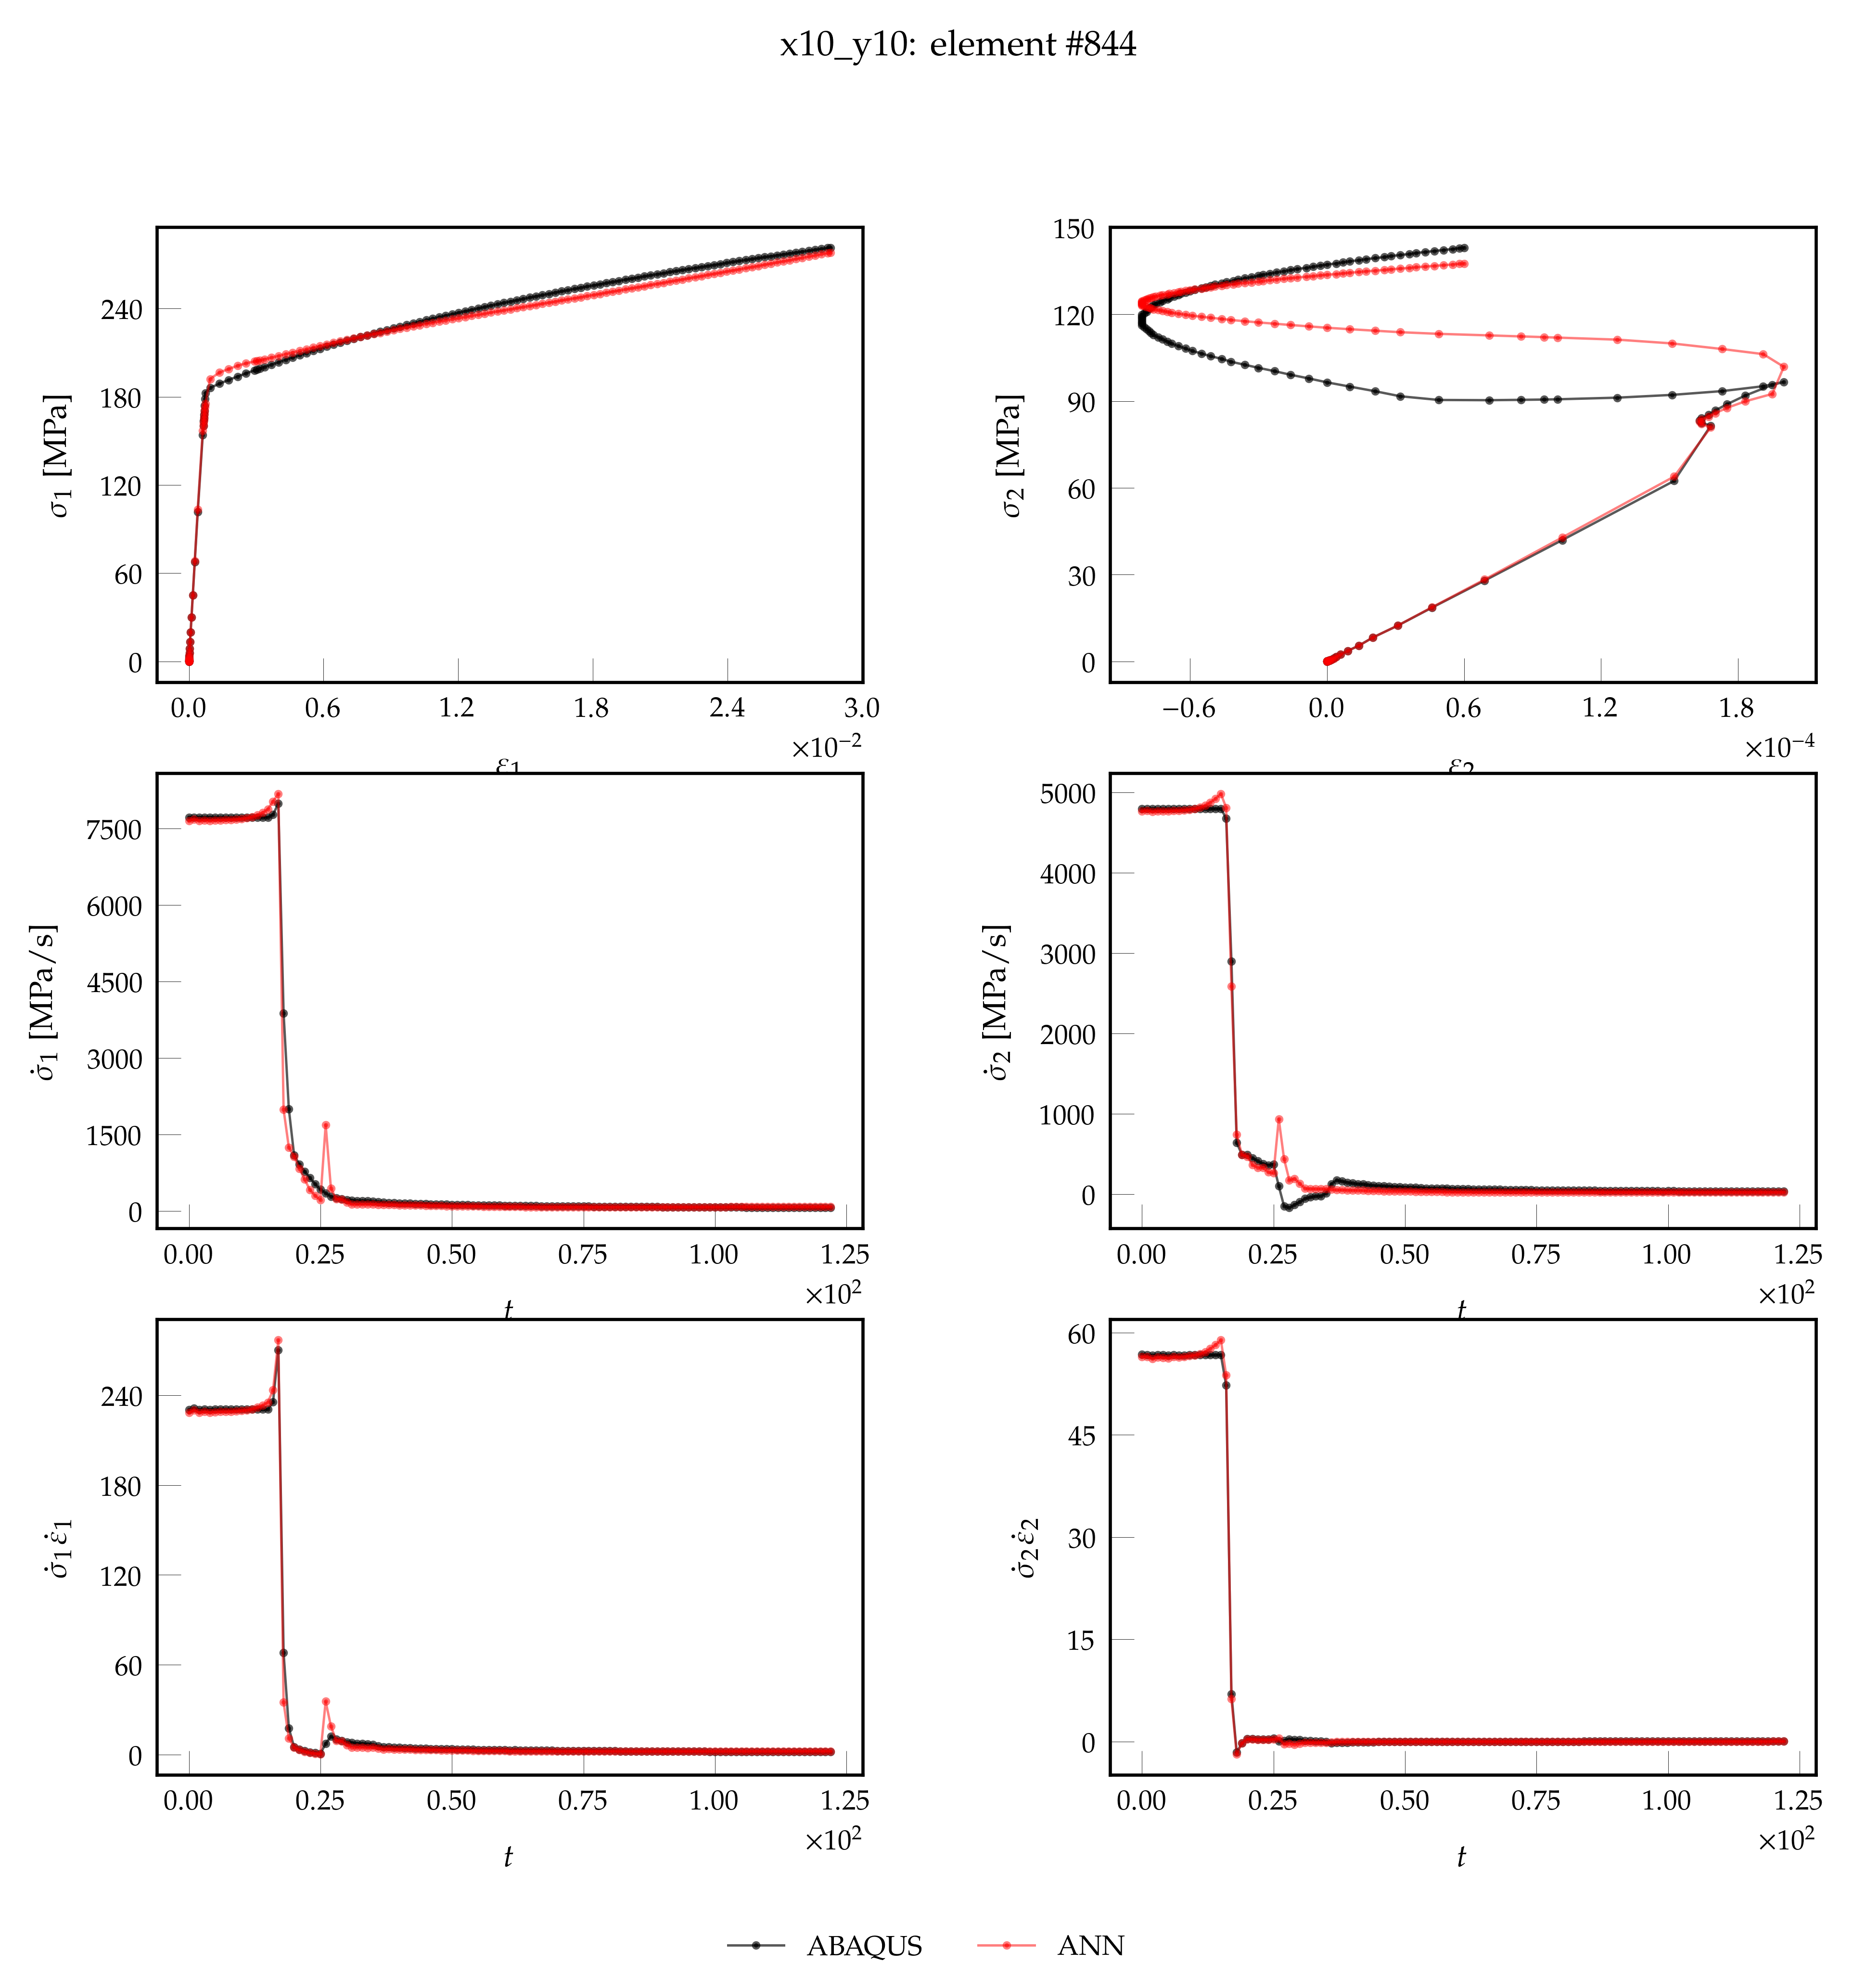 x10_y10: element #844
σ1 [MPa]
240
180
120
60
0
0.0 0.6 1.2 1.8 2.4 3.0
×10−2
ε1
σ2 [MPa]
150
120
90
60
30
0
−0.6 0.0 0.6 1.2 1.8
×10−4
ε2
σ̇1 [MPa/s]
7500
6000
4500
3000
1500
0
0.00 0.25 0.50 0.75 1.00 1.25
×102
t
σ̇2 [MPa/s]
5000
4000
3000
2000
1000
0
0.00 0.25 0.50 0.75 1.00 1.25
×102
t
σ̇1ε̇1
240
180
120
60
0
0.00 0.25 0.50 0.75 1.00 1.25
×102
t
σ̇2ε̇2
60
45
30
15
0
0.00 0.25 0.50 0.75 1.00 1.25
×102
t
ABAQUS ANN